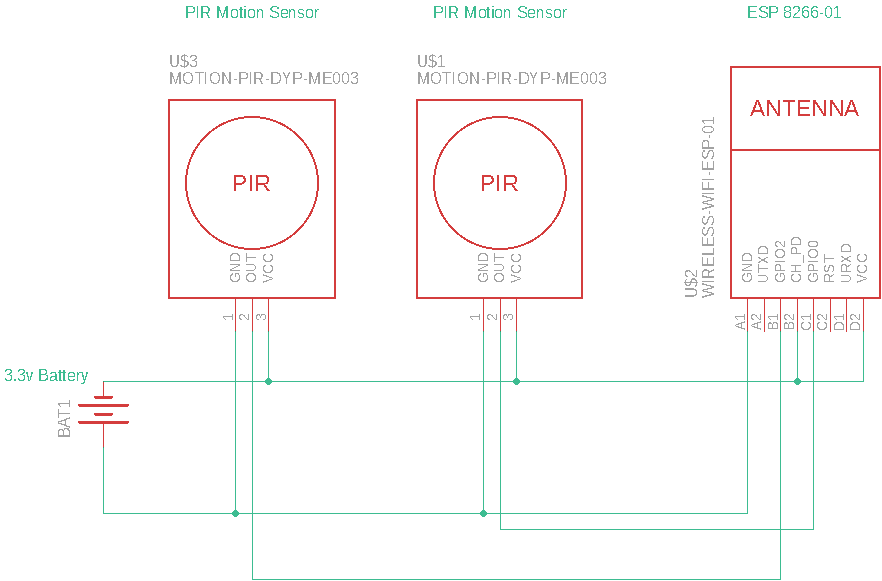 PIR Motion Sensor
PIR Motion Sensor
ESP 8266-01
U$3
MOTION-PIR-DYP-ME003
U$1
MOTION-PIR-DYP-ME003
PIR
PIR
ANTENNA
U$2
WIRELESS-WIFI-ESP-01
GND
OUT
VCC
GND
OUT
VCC
GND
UTXD
GPIO2
CH_PD
GPIO0
RST
URXD
VCC
1
2
3
1
2
3
A1
A2
B1
B2
C1
C2
D1
D2
3.3v Battery
BAT1